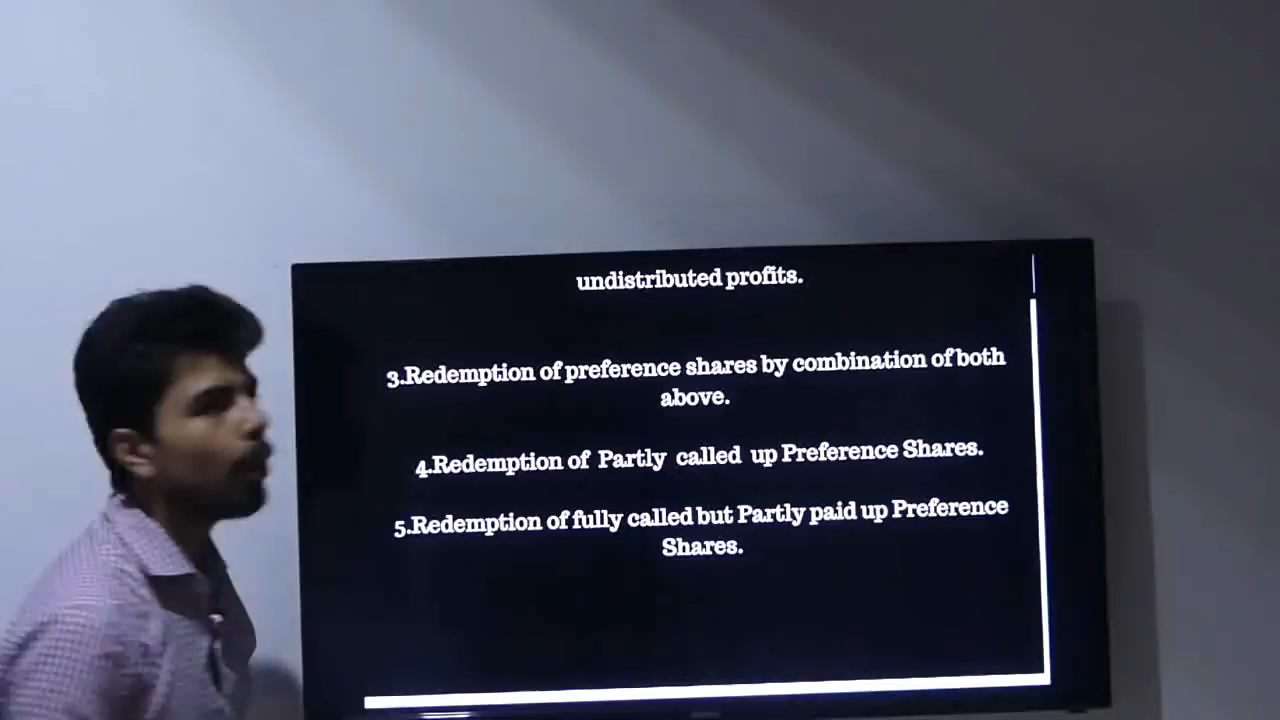 undistributed profits.
3.Redemption of preference shares by combination of both
above.
4.Redemption of Partly called up Preference Shares.
5.Redemption of fully called but Partly paid up Preference
Shares.